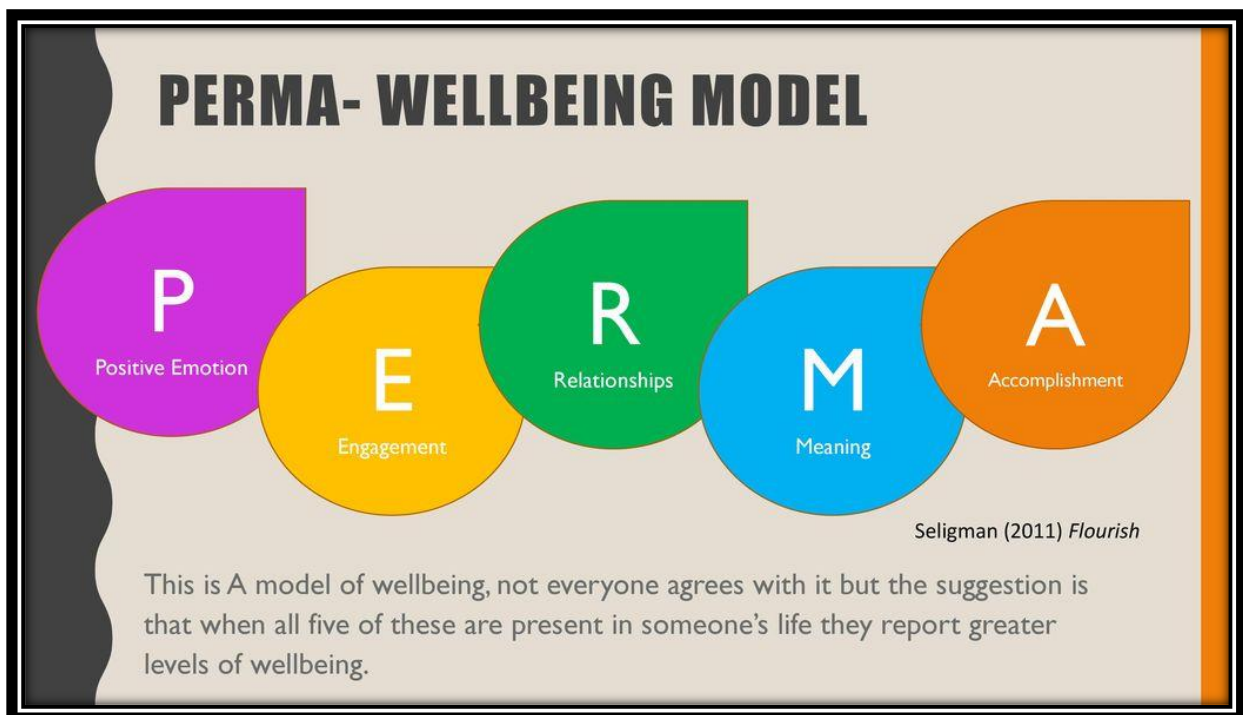 PERMA- WELLBEING MODEL
P
Positive Emotion
E
Engagement
R
Relationships
M
Meaning
A
Accomplishment
Seligman (2011) Flourish
This is A model of wellbeing, not everyone agrees with it but the suggestion is
that when all five of these are present in someone's life they report greater
levels of wellbeing.